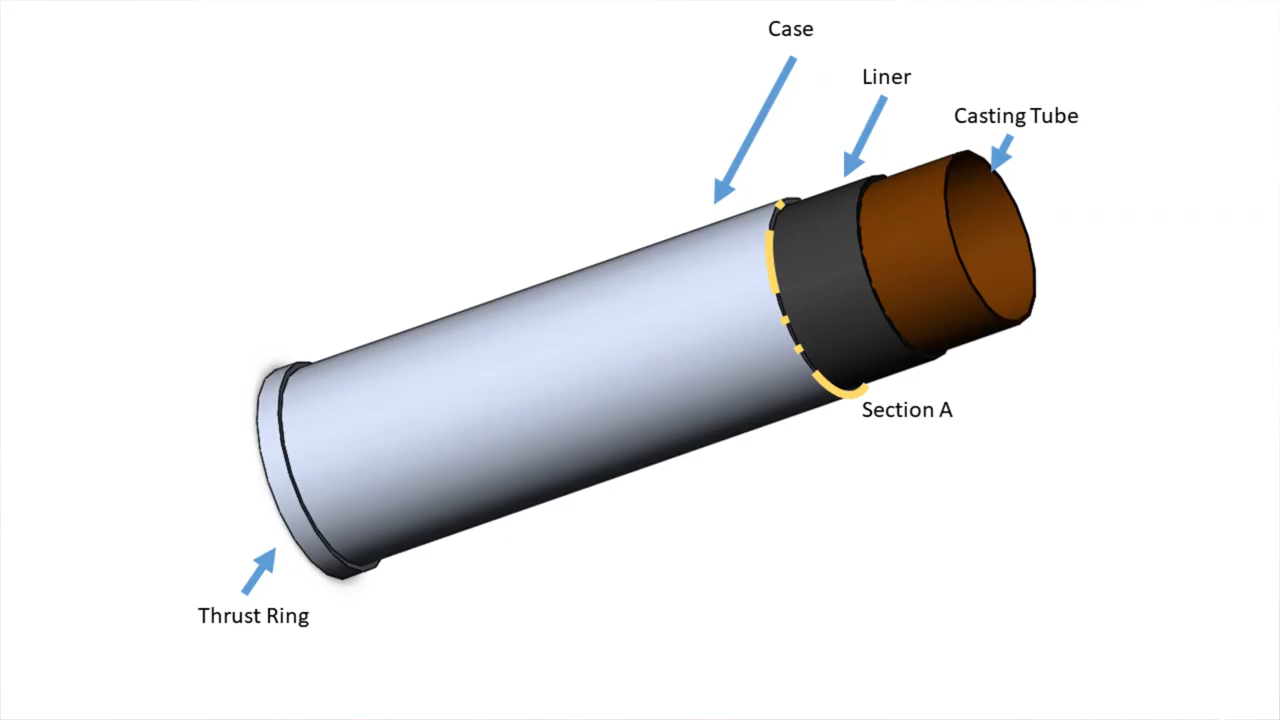 Case
Liner
Casting Tube
Section A
Thrust Ring